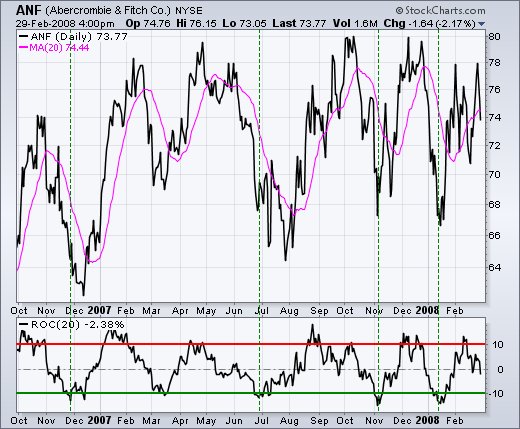 ANF (Abercrombie & Fitch Co.) NYSE © StockCharts.com
29-Feb-2008 4:00pm Op 74.76 Hi 76.15 Lo 73.05 Last 73.77 Vol 1.6M Chg -1.64 (-2.17%)
ANF (Daily) 73.77
MA(20) 74.44
80
78
76
74
72
70
68
66
64
Oct Nov Dec 2007 Feb Mar Apr May Jun Jul Aug Sep Oct Nov Dec 2008 Feb
ROC(20) -2.38%
10
0
-10
Oct Nov Dec 2007 Feb Mar Apr May Jun Jul Aug Sep Oct Nov Dec 2008 Feb